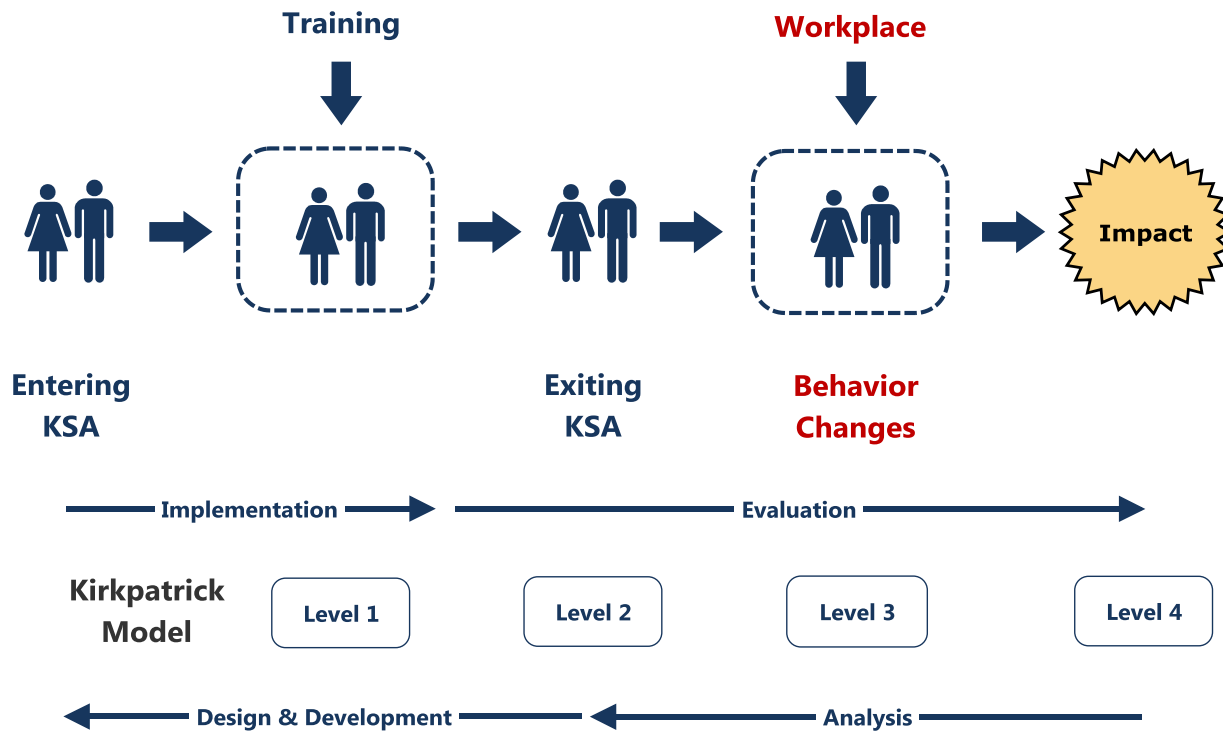 Training
Workplace
Impact
Entering
KSA
Exiting
KSA
Behavior
Changes
Implementation
Evaluation
Kirkpatrick
Model
Level 1
Level 2
Level 3
Level 4
Design & Development
Analysis